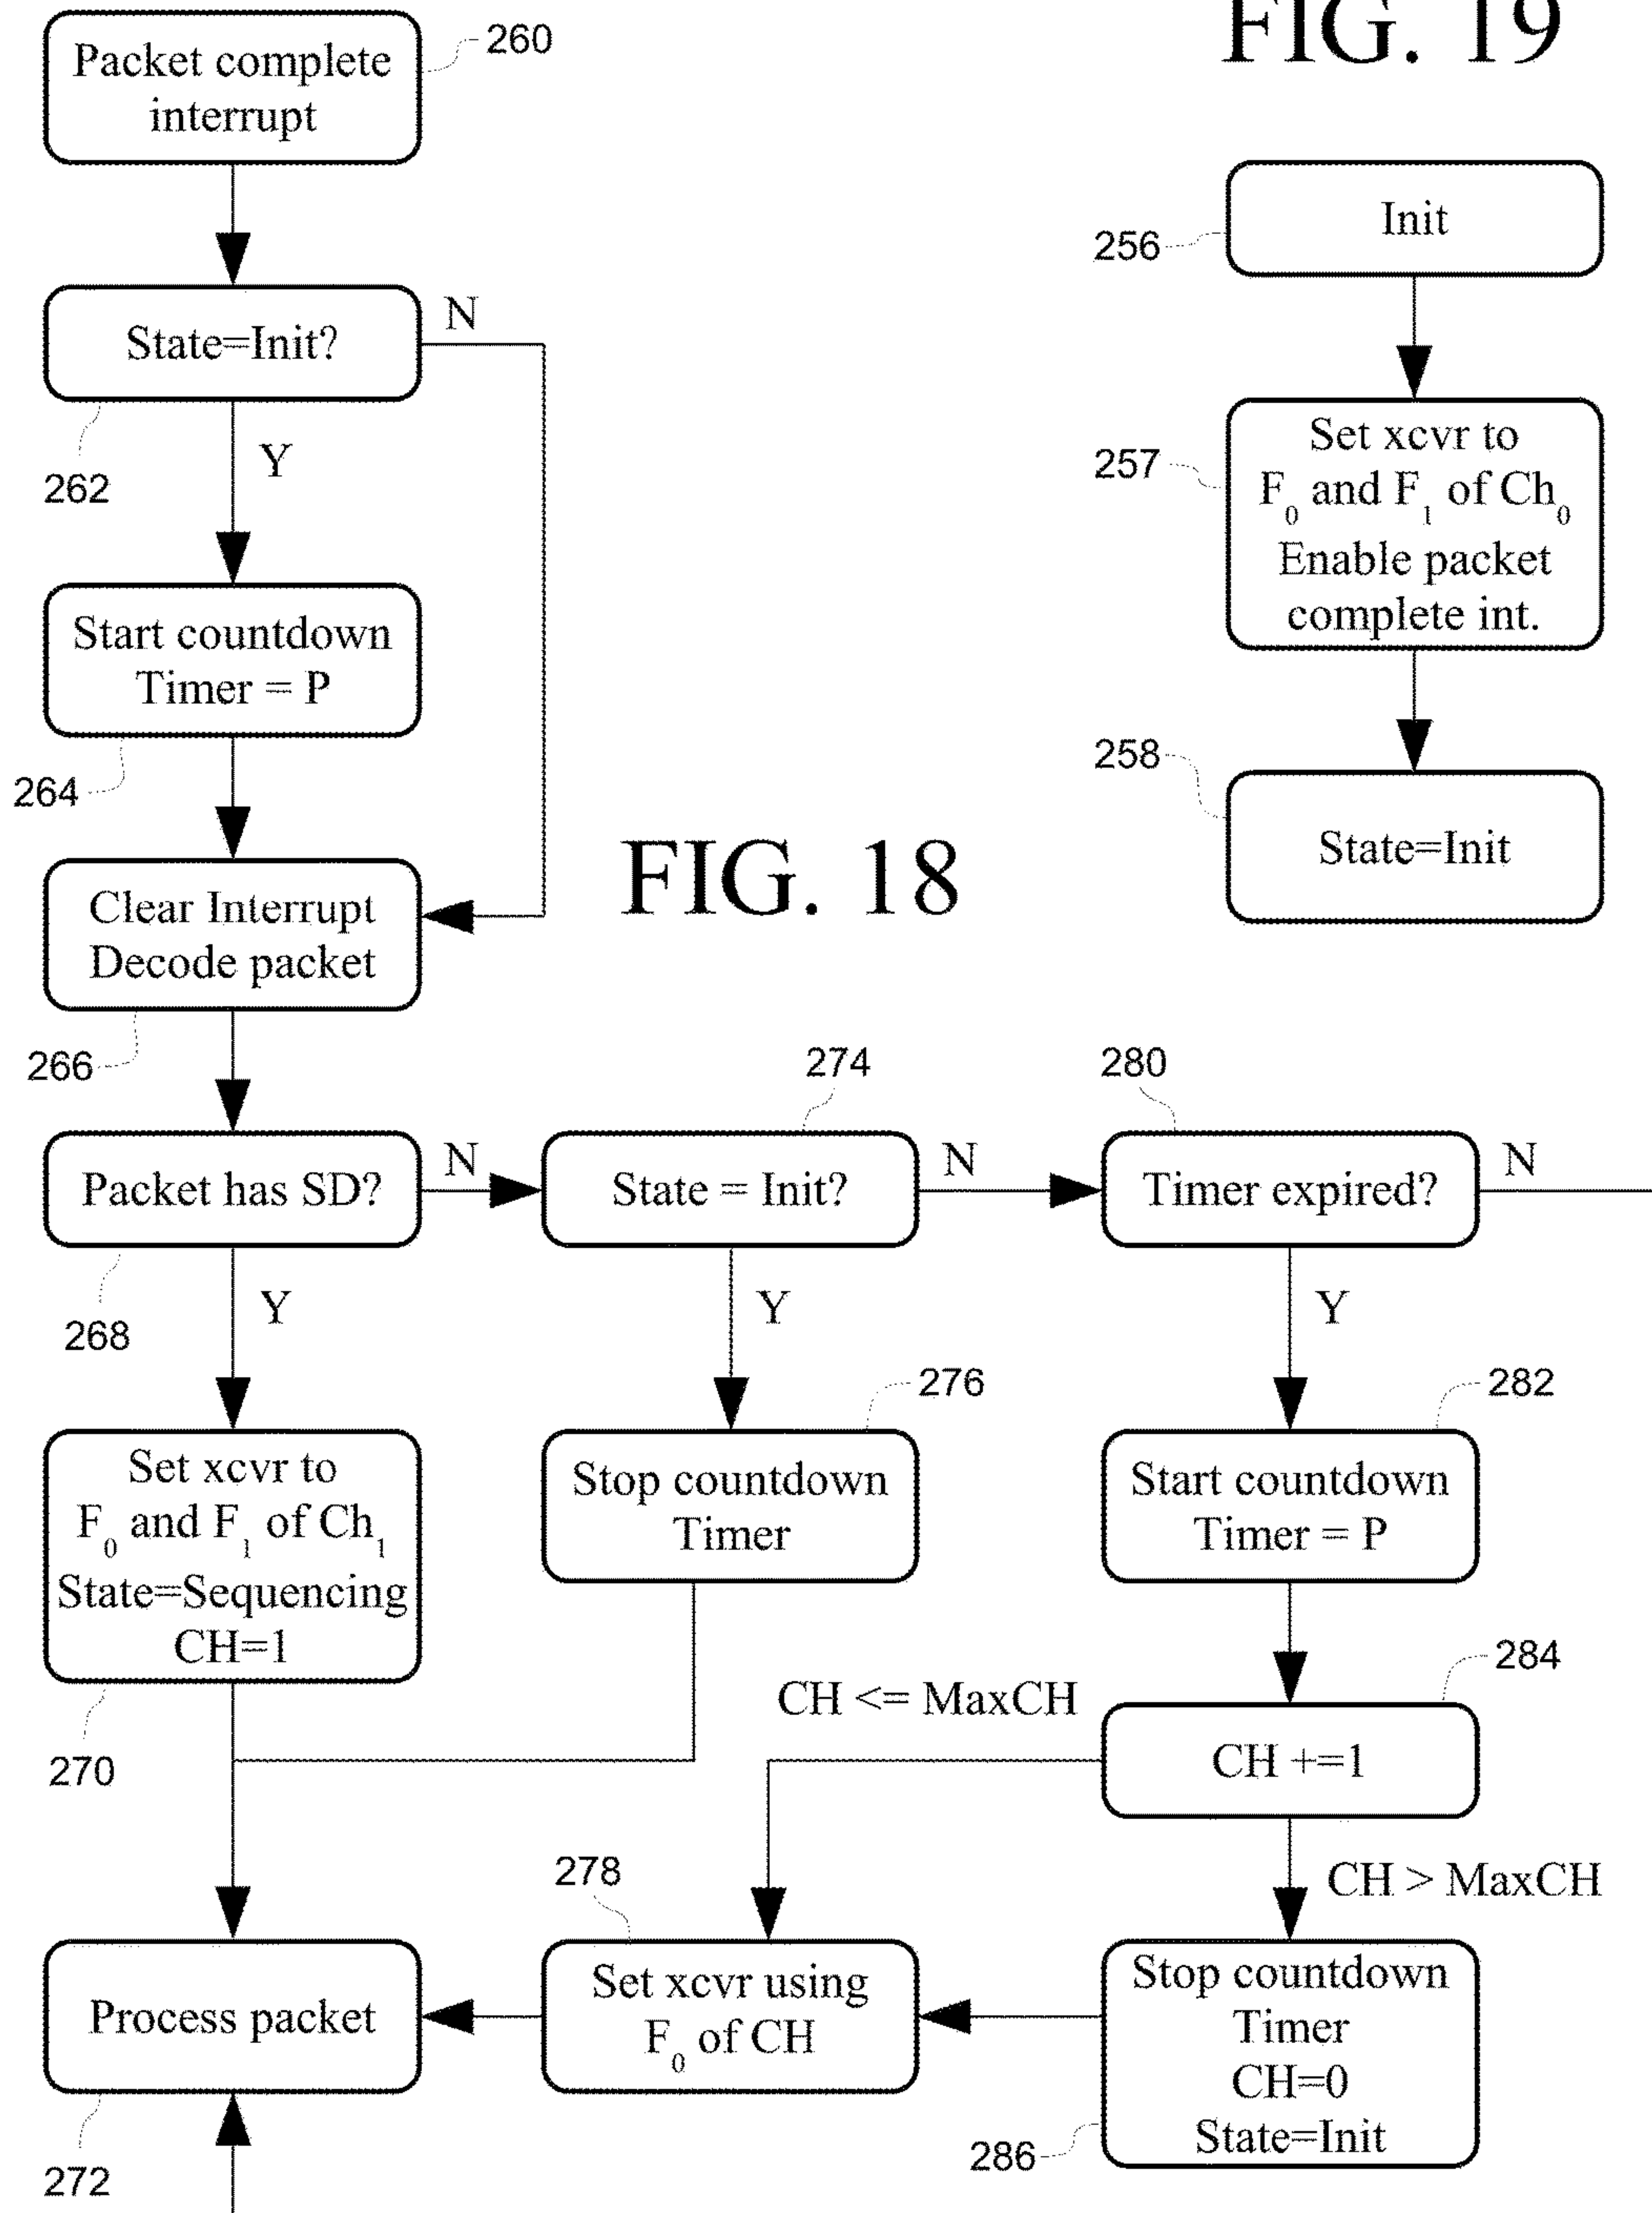 FIG. 19
Packet complete
interrupt
260
State=Init?
N
262
Y
Start countdown
Timer = P
264
Clear Interrupt
Decode packet
266
FIG. 18
256
Init
257
Set xcvr to
F₀ and F₁ of Ch₀
Enable packet
complete int.
258
State=Init
Packet has SD?
N
268
Y
274
State = Init?
N
Y
280
Timer expired?
N
Y
Set xcvr to
F₀ and F₁ of Ch₁
State=Sequencing
CH=1
270
276
Stop countdown
Timer
282
Start countdown
Timer = P
284
CH +=1
CH <= MaxCH
CH > MaxCH
Process packet
272
278
Set xcvr using
F₀ of CH
Stop countdown
Timer
CH=0
State=Init
286